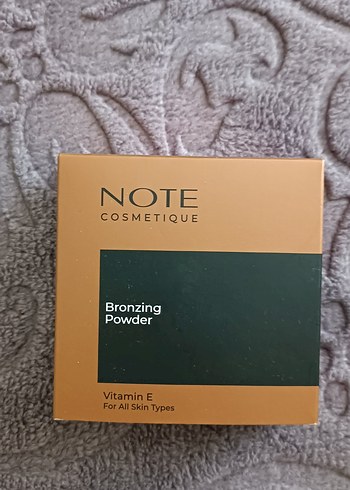 NOTE
COSMETIQUE
Bronzing
Powder
Vitamin E
For All Skin Types